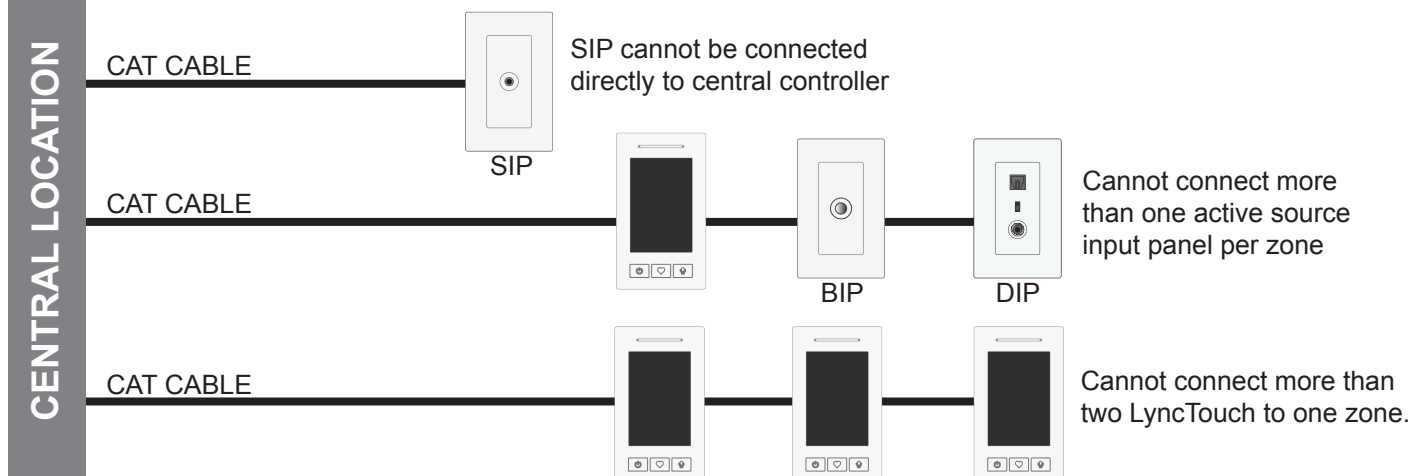 CENTRAL LOCATION
CAT CABLE
SIP cannot be connected
directly to central controller
SIP
CAT CABLE
Cannot connect more
than one active source
input panel per zone
BIP
DIP
CAT CABLE
Cannot connect more than
two LyncTouch to one zone.